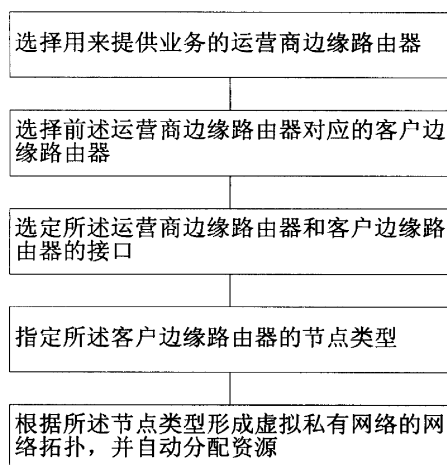 选择用来提供业务的运营商边缘路由器
选择前述运营商边缘路由器对应的客户边
缘路由器
选定所述运营商边缘路由器和客户边缘路
由器的接口
指定所述客户边缘路由器的节点类型
根据所述节点类型形成虚拟私有网络的网
络拓扑，并自动分配资源